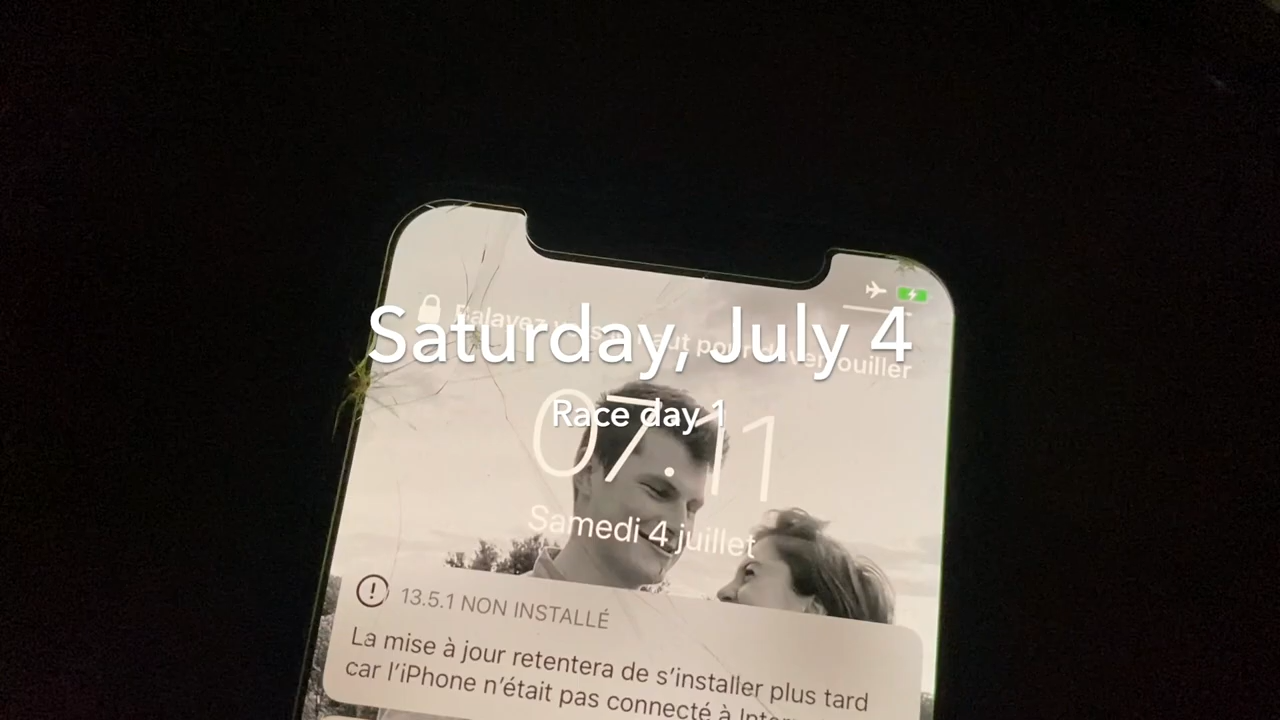 Saturday, July 4
Race day 1
07:11
Samedi 4 juillet
13.5.1 NON INSTALLÉ
La mise à jour retentera de s'installer plus tard
car l'iPhone n'était pas connecté à